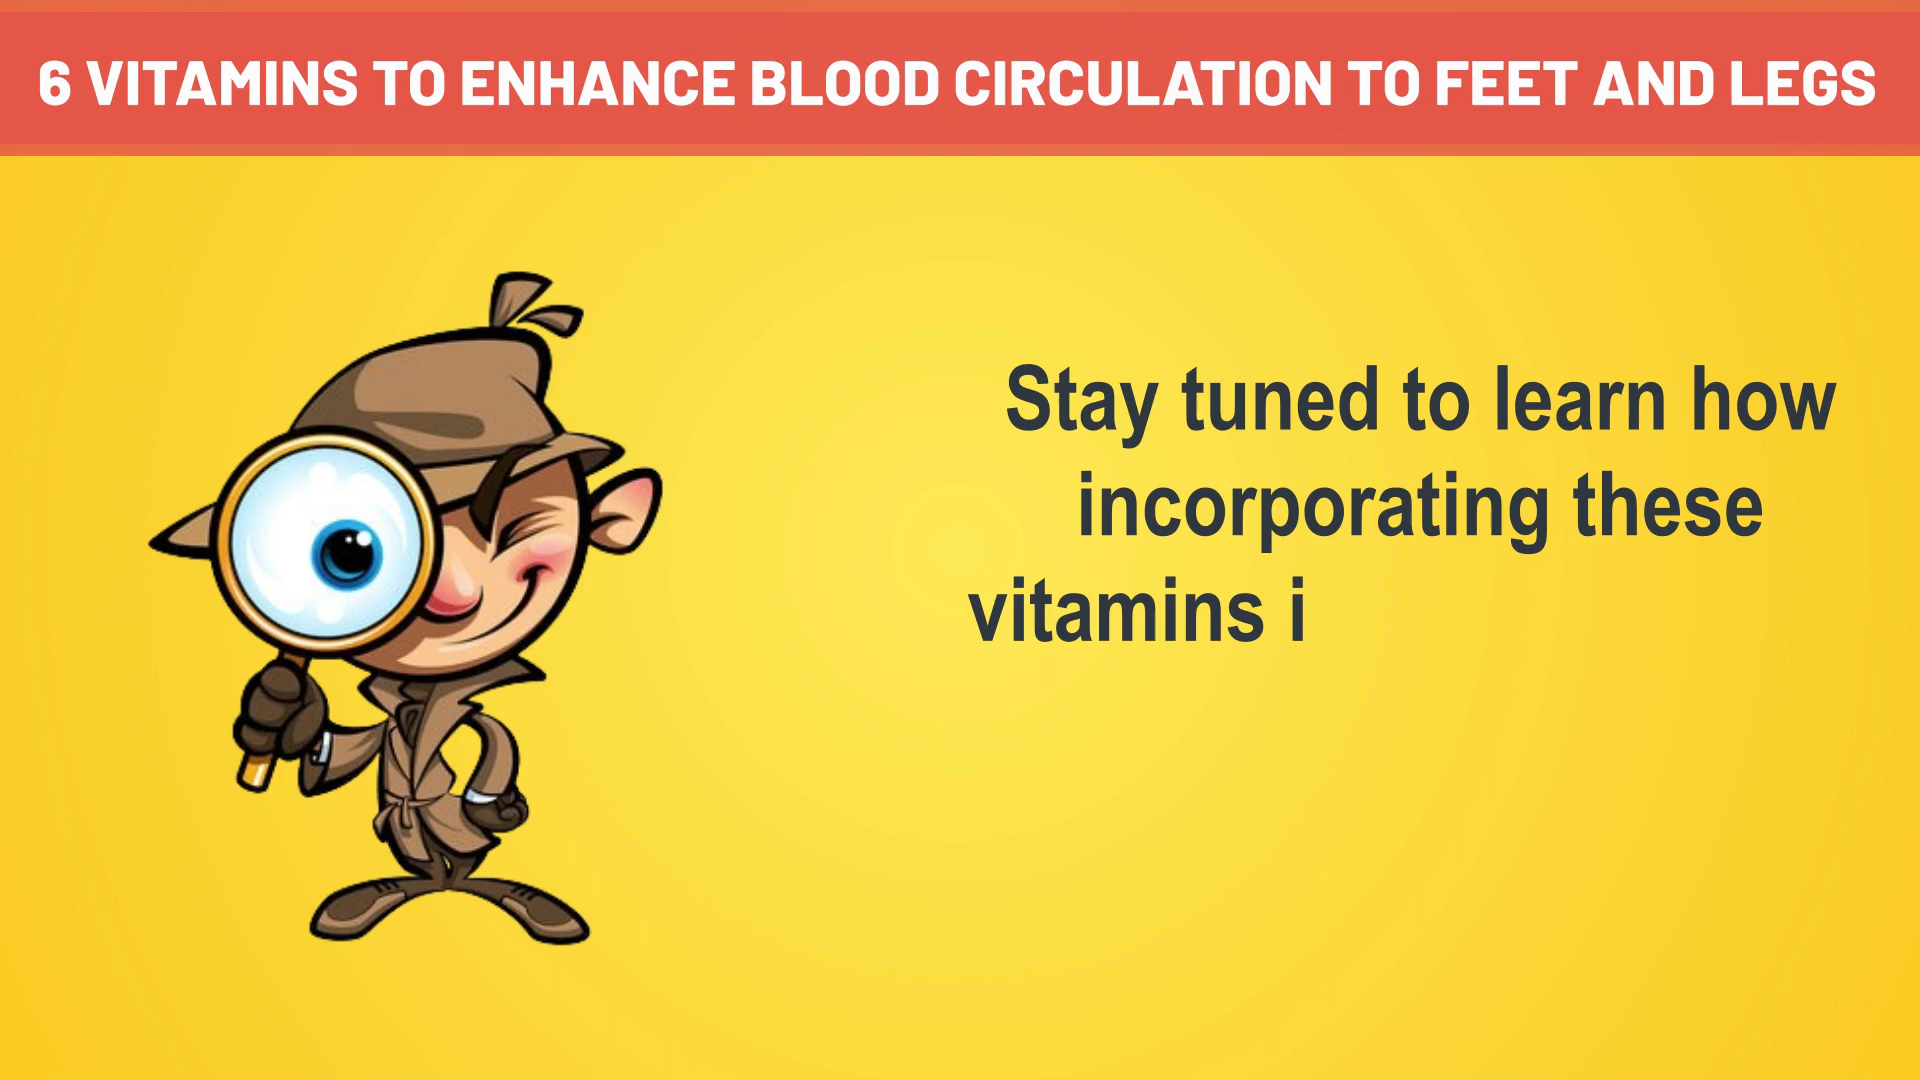 6 VITAMINS TO ENHANCE BLOOD CIRCULATION TO FEET AND LEGS
Stay tuned to learn how
incorporating these
vitamins i